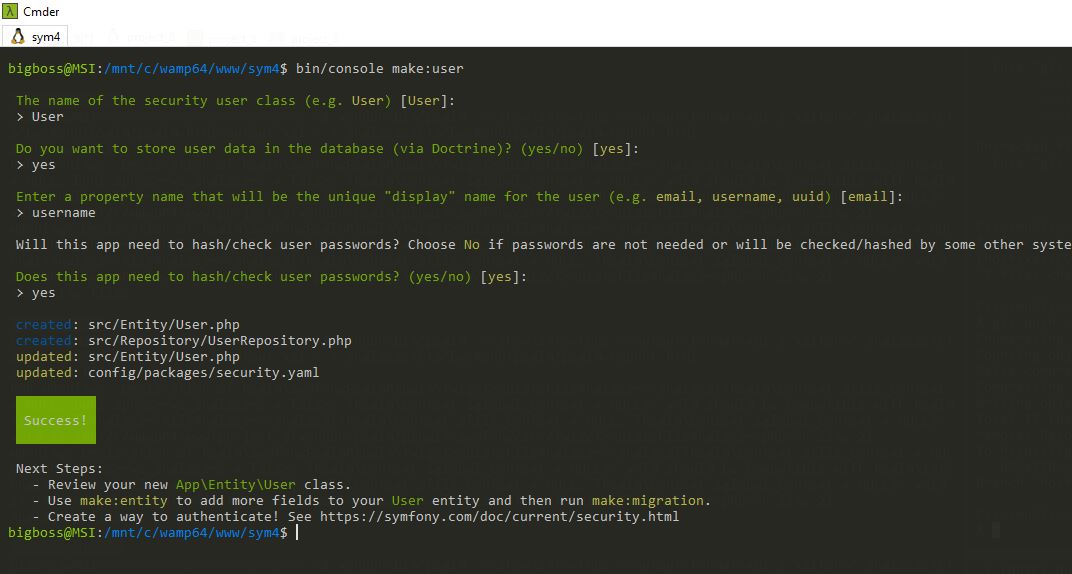 Cmder
sym4
bigboss@MSI:/mnt/c/wamp64/www/sym4$ bin/console make:user
The name of the security user class (e.g. User) [User]:
> User
Do you want to store user data in the database (via Doctrine)? (yes/no) [yes]:
> yes
Enter a property name that will be the unique "display" name for the user (e.g. email, username, uuid) [email]:
> username
Will this app need to hash/check user passwords? Choose No if passwords are not needed or will be checked/hashed by some other syste
Does this app need to hash/check user passwords? (yes/no) [yes]:
> yes
created: src/Entity/User.php
created: src/Repository/UserRepository.php
updated: src/Entity/User.php
updated: config/packages/security.yaml
Success!
Next Steps:
- Review your new App\Entity\User class.
- Use make:entity to add more fields to your User entity and then run make:migration.
- Create a way to authenticate! See https://symfony.com/doc/current/security.html
bigboss@MSI:/mnt/c/wamp64/www/sym4$